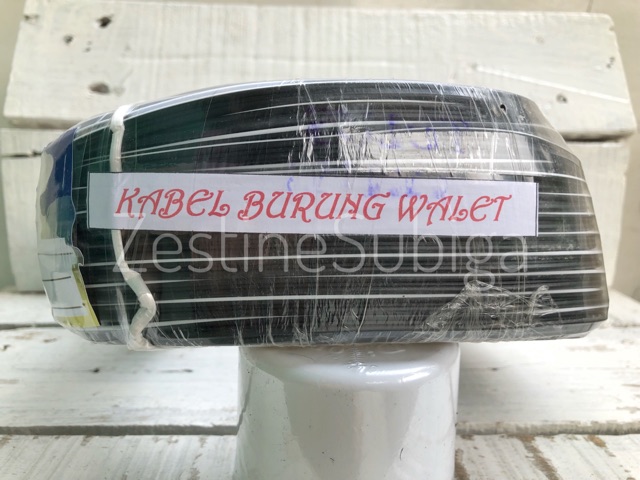 KABEL BURUNG WALET
ZestineSubiga